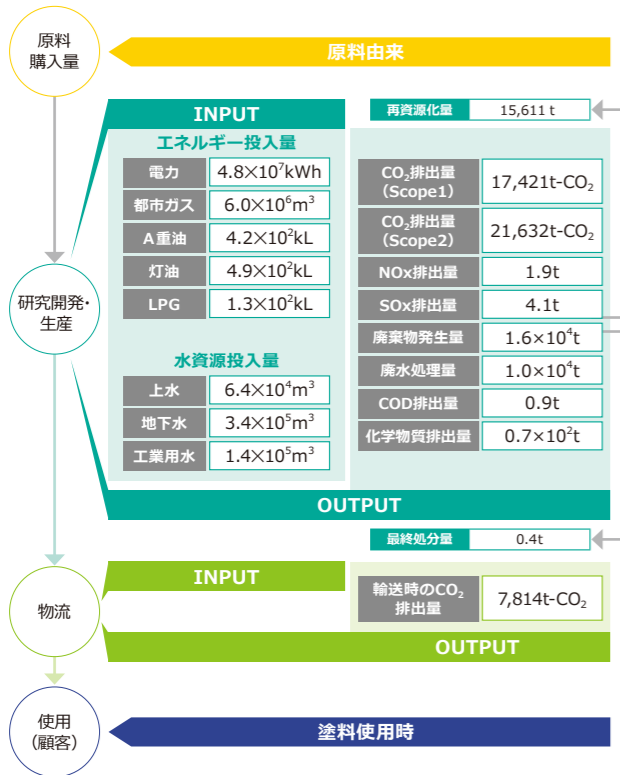 原料
購入量
原料由来
INPUT
再資源化量 15,611 t
エネルギー投入量
電力 4.8×10⁷kWh
都市ガス 6.0×10⁶m³
A重油 4.2×10²kL
灯油 4.9×10²kL
LPG 1.3×10²kL
水資源投入量
上水 6.4×10⁴m³
地下水 3.4×10⁵m³
工業用水 1.4×10⁵m³
CO₂排出量
(Scope1)
17,421t-CO₂
CO₂排出量
(Scope2)
21,632t-CO₂
NOx排出量 1.9t
SOx排出量 4.1t
廃棄物発生量 1.6×10⁴t
廃水処理量 1.0×10⁴t
COD排出量 0.9t
化学物質排出量 0.7×10²t
研究開発・
生産
OUTPUT
最終処分量 0.4t
INPUT
物流
輸送時のCO₂
排出量
7,814t-CO₂
OUTPUT
使用
(顧客)
塗料使用時